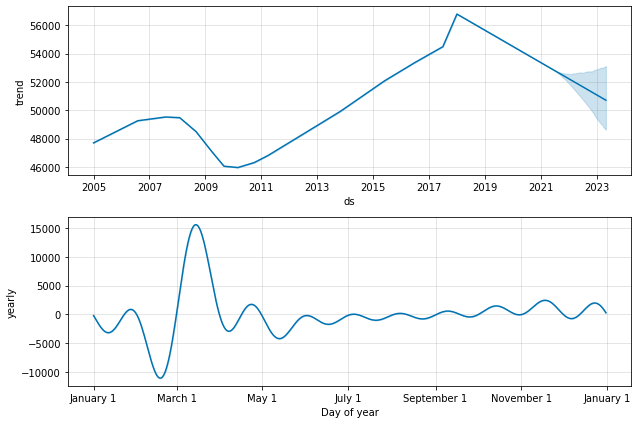 56000
54000
52000
50000
48000
46000
trend
2005 2007 2009 2011 2013 2015 2017 2019 2021 2023
ds
15000
10000
5000
0
−5000
−10000
yearly
January 1 March 1 May 1 July 1 September 1 November 1 January 1
Day of year